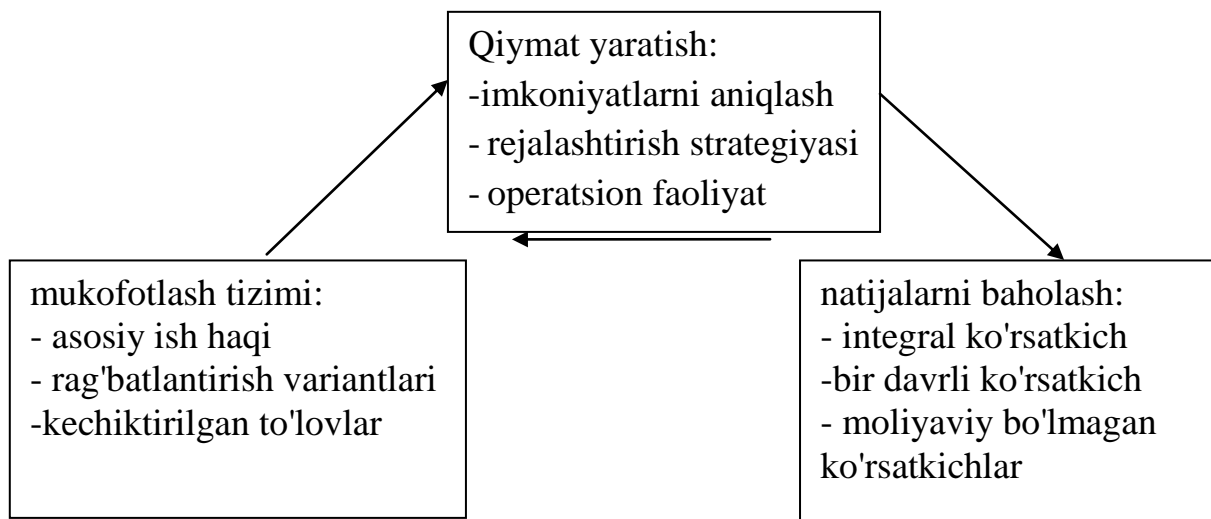 Qiymat yaratish:
-imkoniyatlarni aniqlash
- rejalashtirish strategiyasi
- operatsion faoliyat
mukofotlash tizimi:
- asosiy ish haqi
- rag'batlantirish variantlari
-kechiktirilgan to'lovlar
natijalarni baholash:
- integral ko'rsatkich
-bir davrli ko'rsatkich
- moliyaviy bo'lmagan
ko'rsatkichlar